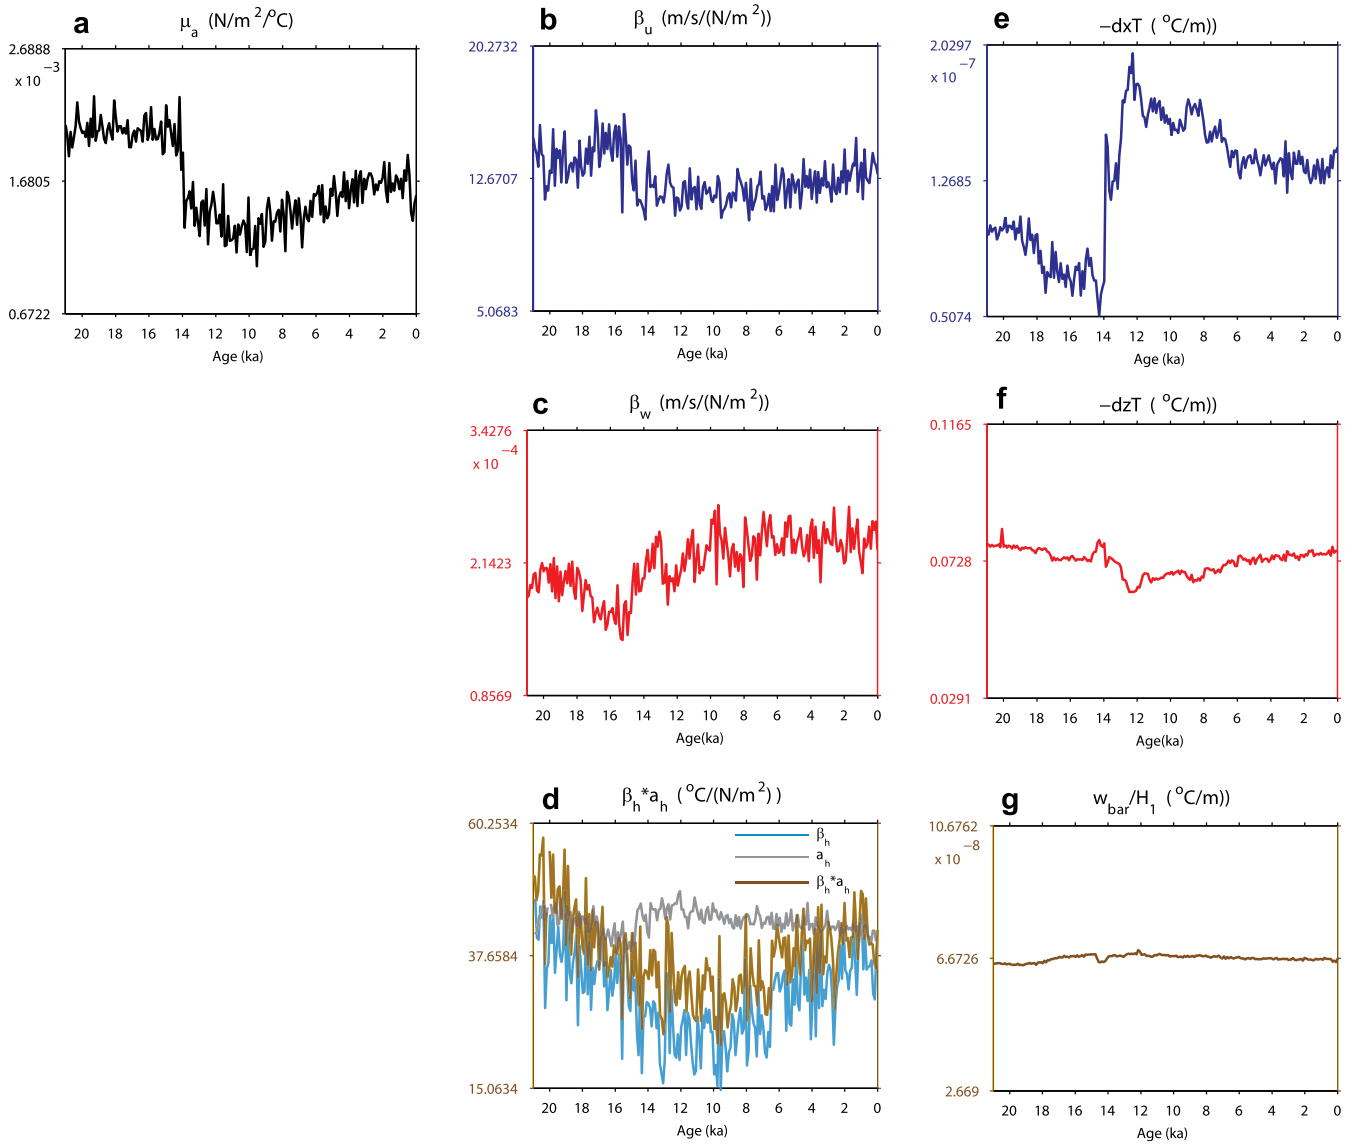 a
μa (N/m2/oC)
2.6888
x 10−3
1.6805
0.6722
20 18 16 14 12 10 8 6 4 2 0
Age (ka)
b
βu (m/s/(N/m2))
20.2732
12.6707
5.0683
20 18 16 14 12 10 8 6 4 2 0
Age (ka)
e
−dxT ( oC/m))
2.0297
x 10−7
1.2685
0.5074
20 18 16 14 12 10 8 6 4 2 0
Age (ka)
c
βw (m/s/(N/m2))
3.4276
x 10−4
2.1423
0.8569
20 18 16 14 12 10 8 6 4 2 0
Age(ka)
f
−dzT ( oC/m))
0.1165
0.0728
0.0291
20 18 16 14 12 10 8 6 4 2 0
Age (ka)
d
βh*ah ( oC/(N/m2) )
60.2534
37.6584
15.0634
βh
ah
βh*ah
20 18 16 14 12 10 8 6 4 2 0
Age (ka)
g
wbar/H1 ( oC/m))
10.6762
x 10−8
6.6726
2.669
20 18 16 14 12 10 8 6 4 2 0
Age (ka)